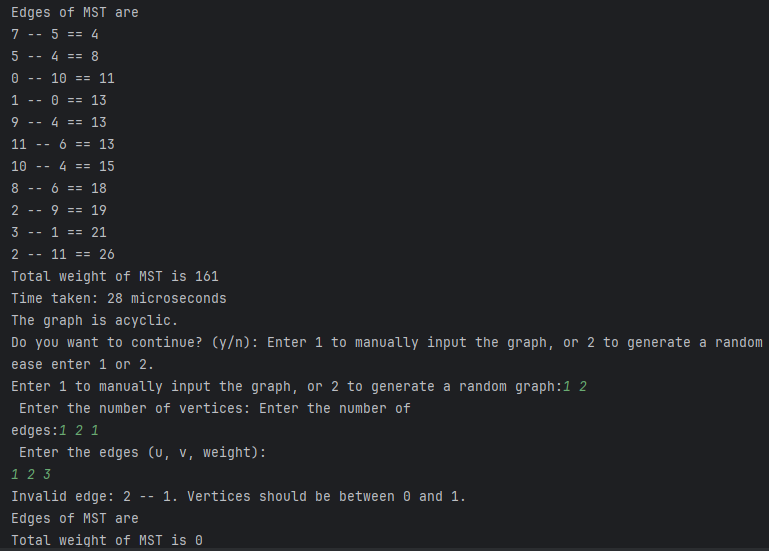 Edges of MST are
7 -- 5 == 4
5 -- 4 == 8
0 -- 10 == 11
1 -- 0 == 13
9 -- 4 == 13
11 -- 6 == 13
10 -- 4 == 15
8 -- 6 == 18
2 -- 9 == 19
3 -- 1 == 21
2 -- 11 == 26
Total weight of MST is 161
Time taken: 28 microseconds
The graph is acyclic.
Do you want to continue? (y/n): Enter 1 to manually input the graph, or 2 to generate a random
ease enter 1 or 2.
Enter 1 to manually input the graph, or 2 to generate a random graph:1 2
Enter the number of vertices: Enter the number of
edges:1 2 1
Enter the edges (u, v, weight):
1 2 3
Invalid edge: 2 -- 1. Vertices should be between 0 and 1.
Edges of MST are
Total weight of MST is 0